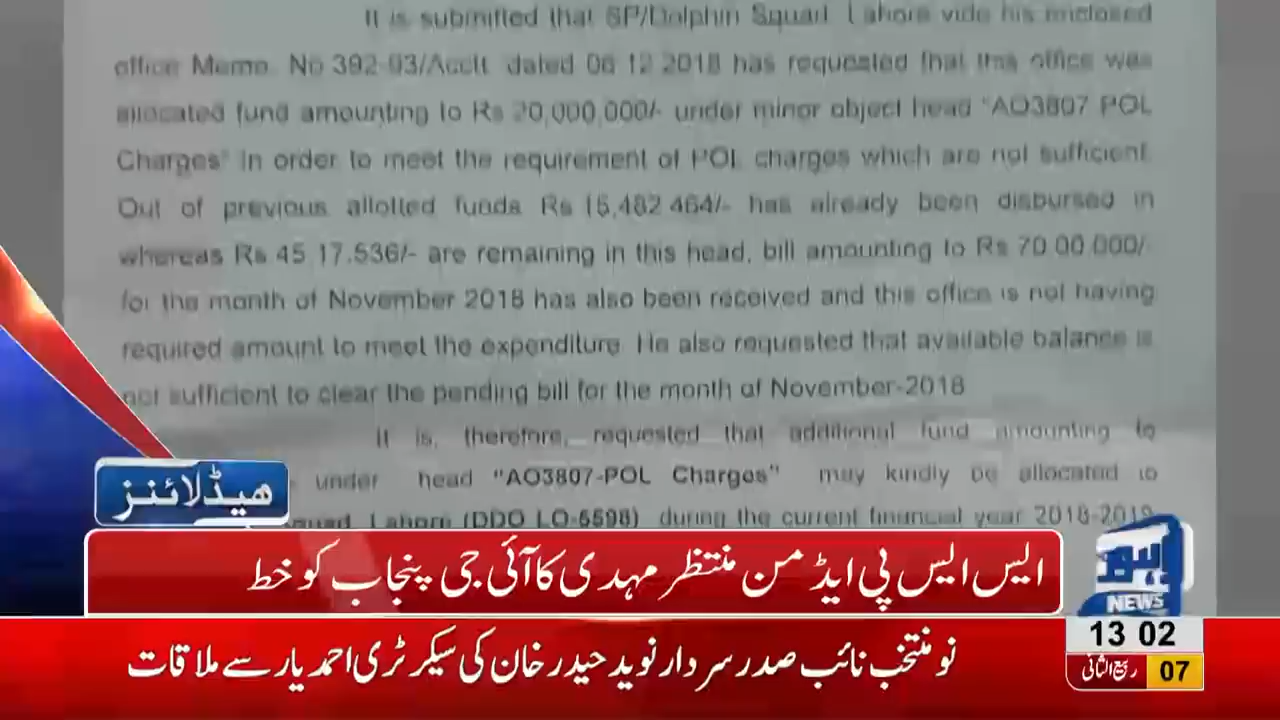 It is submitted that SP/Dolphin Squad, Lahore vide his enclosed
office Memo. No 392-93/Acctt. dated 06.12.2018 has requested that this office was
allocated fund amounting to Rs 20,000,000/- under minor object head "AO3807 POL
Charges" in order to meet the requirement of POL charges which are not sufficient.
Out of previous allotted funds Rs 15,482,464/- has already been disbursed in
whereas Rs 45,17,536/- are remaining in this head, bill amounting to Rs 70,00,000/-
for the month of November 2018 has also been received and this office is not having
required amount to meet the expenditure. He also requested that available balance is
not sufficient to clear the pending bill for the month of November-2018
It is, therefore, requested that additional fund amounting to
under head "AO3807-POL Charges" may kindly be allocated to
Squad, Lahore (DDO LO-5598) during the current financial year 2018-2019
ہیڈلائنز
ایس ایس پی ایڈمن منتظر مہدی کا آئی جی پنجاب کو خط
نیوز
NEWS
13 02
نو منتخب نائب صدر سردار نوید حیدر خان کی سیکرٹری احمد یار سے ملاقات
07 ربیع الثانی